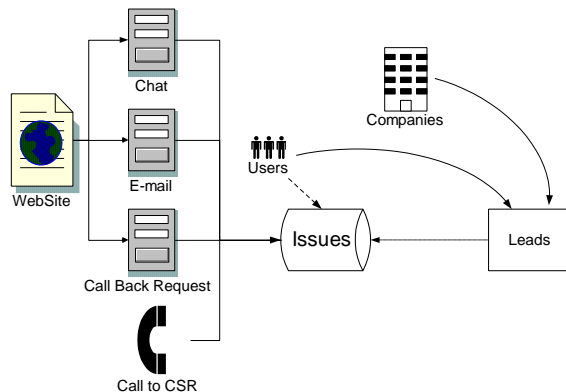 Chat
Companies
E-mail
Users
WebSite
Issues
Leads
Call Back Request
Call to CSR